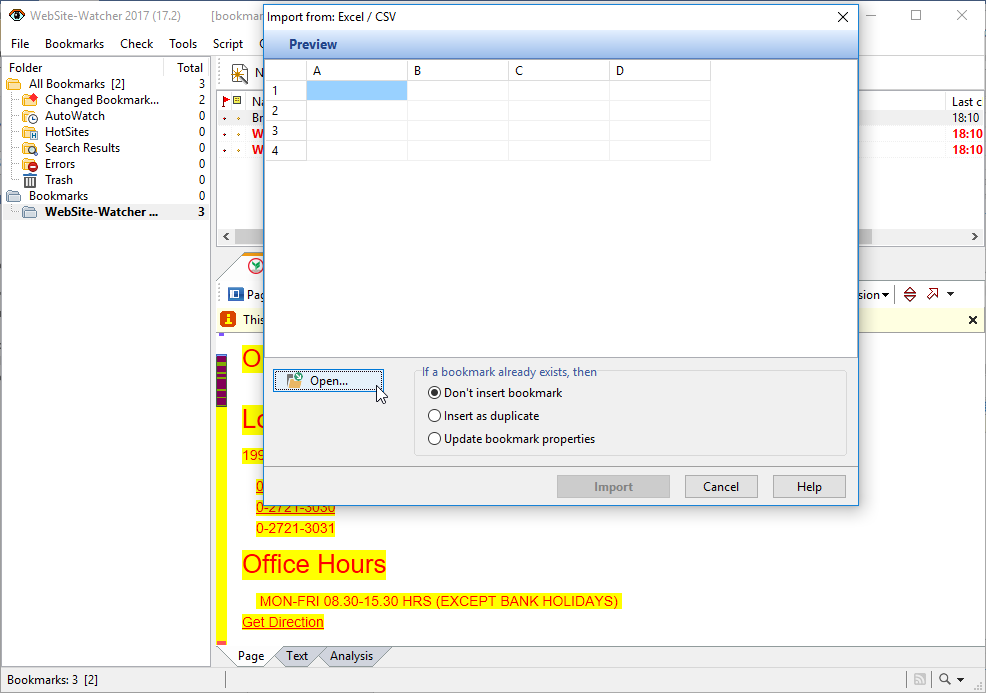 WebSite-Watcher 2017 (17.2)
[bookmar
Import from: Excel / CSV
File Bookmarks Check Tools Script
Preview
Folder Total
All Bookmarks [2] 3
Changed Bookmark... 2
AutoWatch 0
HotSites 0
Search Results 0
Errors 0
Trash 0
Bookmarks 0
WebSite-Watcher ... 3
A B C D
1
2
3
4
N
Na
Last c
Br
18:10
W
18:10
W
18:10
Pag
sion
This
Open...
If a bookmark already exists, then
Don't insert bookmark
Insert as duplicate
Update bookmark properties
Import Cancel Help
O
Lo
199
0
0-2721-3030
0-2721-3031
Office Hours
MON-FRI 08.30-15.30 HRS (EXCEPT BANK HOLIDAYS)
Get Direction
Page Text Analysis
Bookmarks: 3 [2]